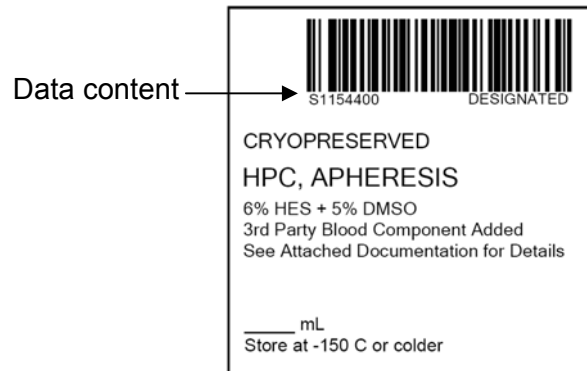 Data content
S1154400 DESIGNATED
CRYOPRESERVED
HPC, APHERESIS
6% HES + 5% DMSO
3rd Party Blood Component Added
See Attached Documentation for Details
_____ mL
Store at -150 C or colder